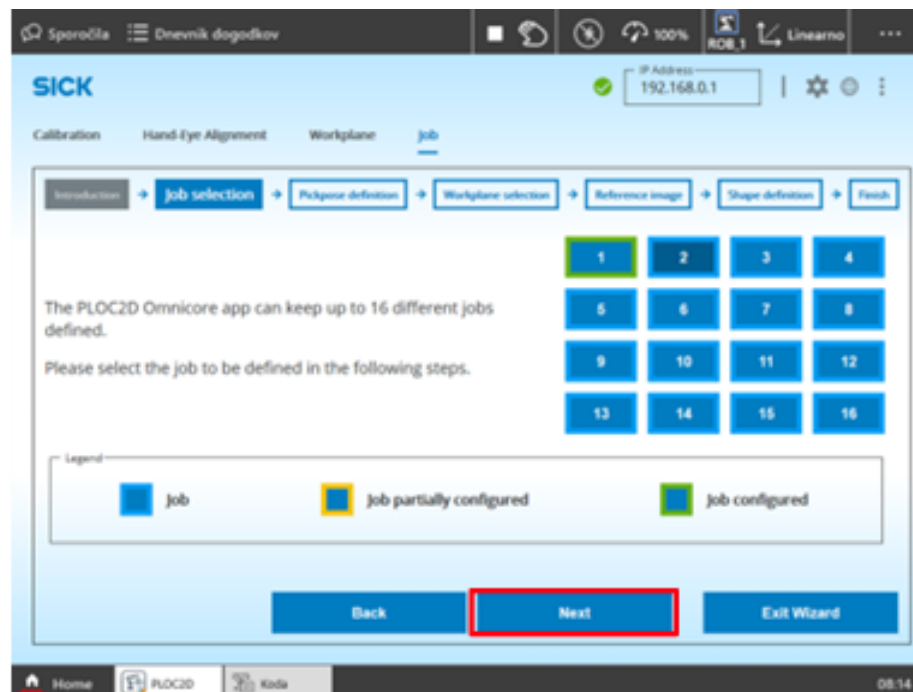 Sporočila Dnevnik dogodkov 100% ROB_1 Linearno ...
SICK
IP Address
192.168.0.1
Calibration Hand-Eye Alignment Workplane Job
Introduction → Job selection → Pickpose definition → Workplane selection → Reference image → Shape definition → Finish
1 2 3 4
The PLOC2D Omnicore app can keep up to 16 different jobs
defined.
5 6 7 8
Please select the job to be defined in the following steps.
9 10 11 12
13 14 15 16
Legend
Job Job partially configured Job configured
Back Next Exit Wizard
Home PLOC2D Koda 08:14